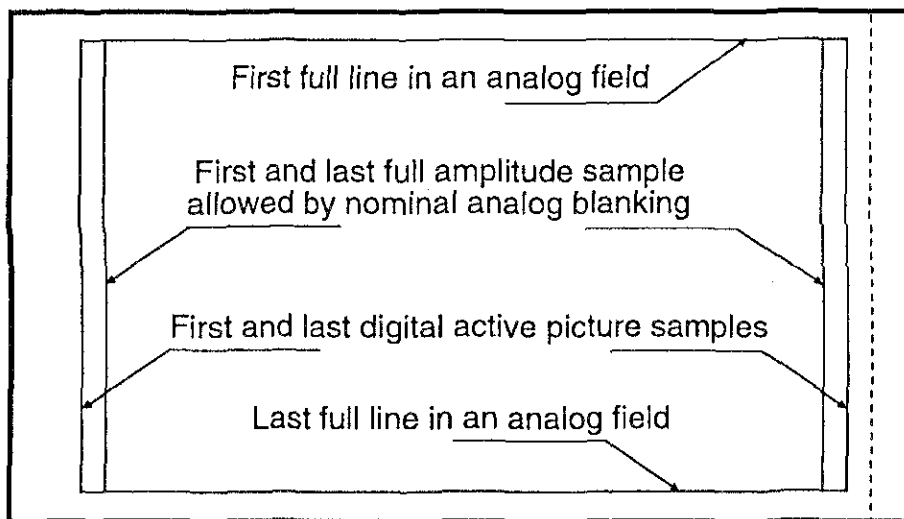 First full line in an analog field
First and last full amplitude sample
allowed by nominal analog blanking
First and last digital active picture samples
Last full line in an analog field